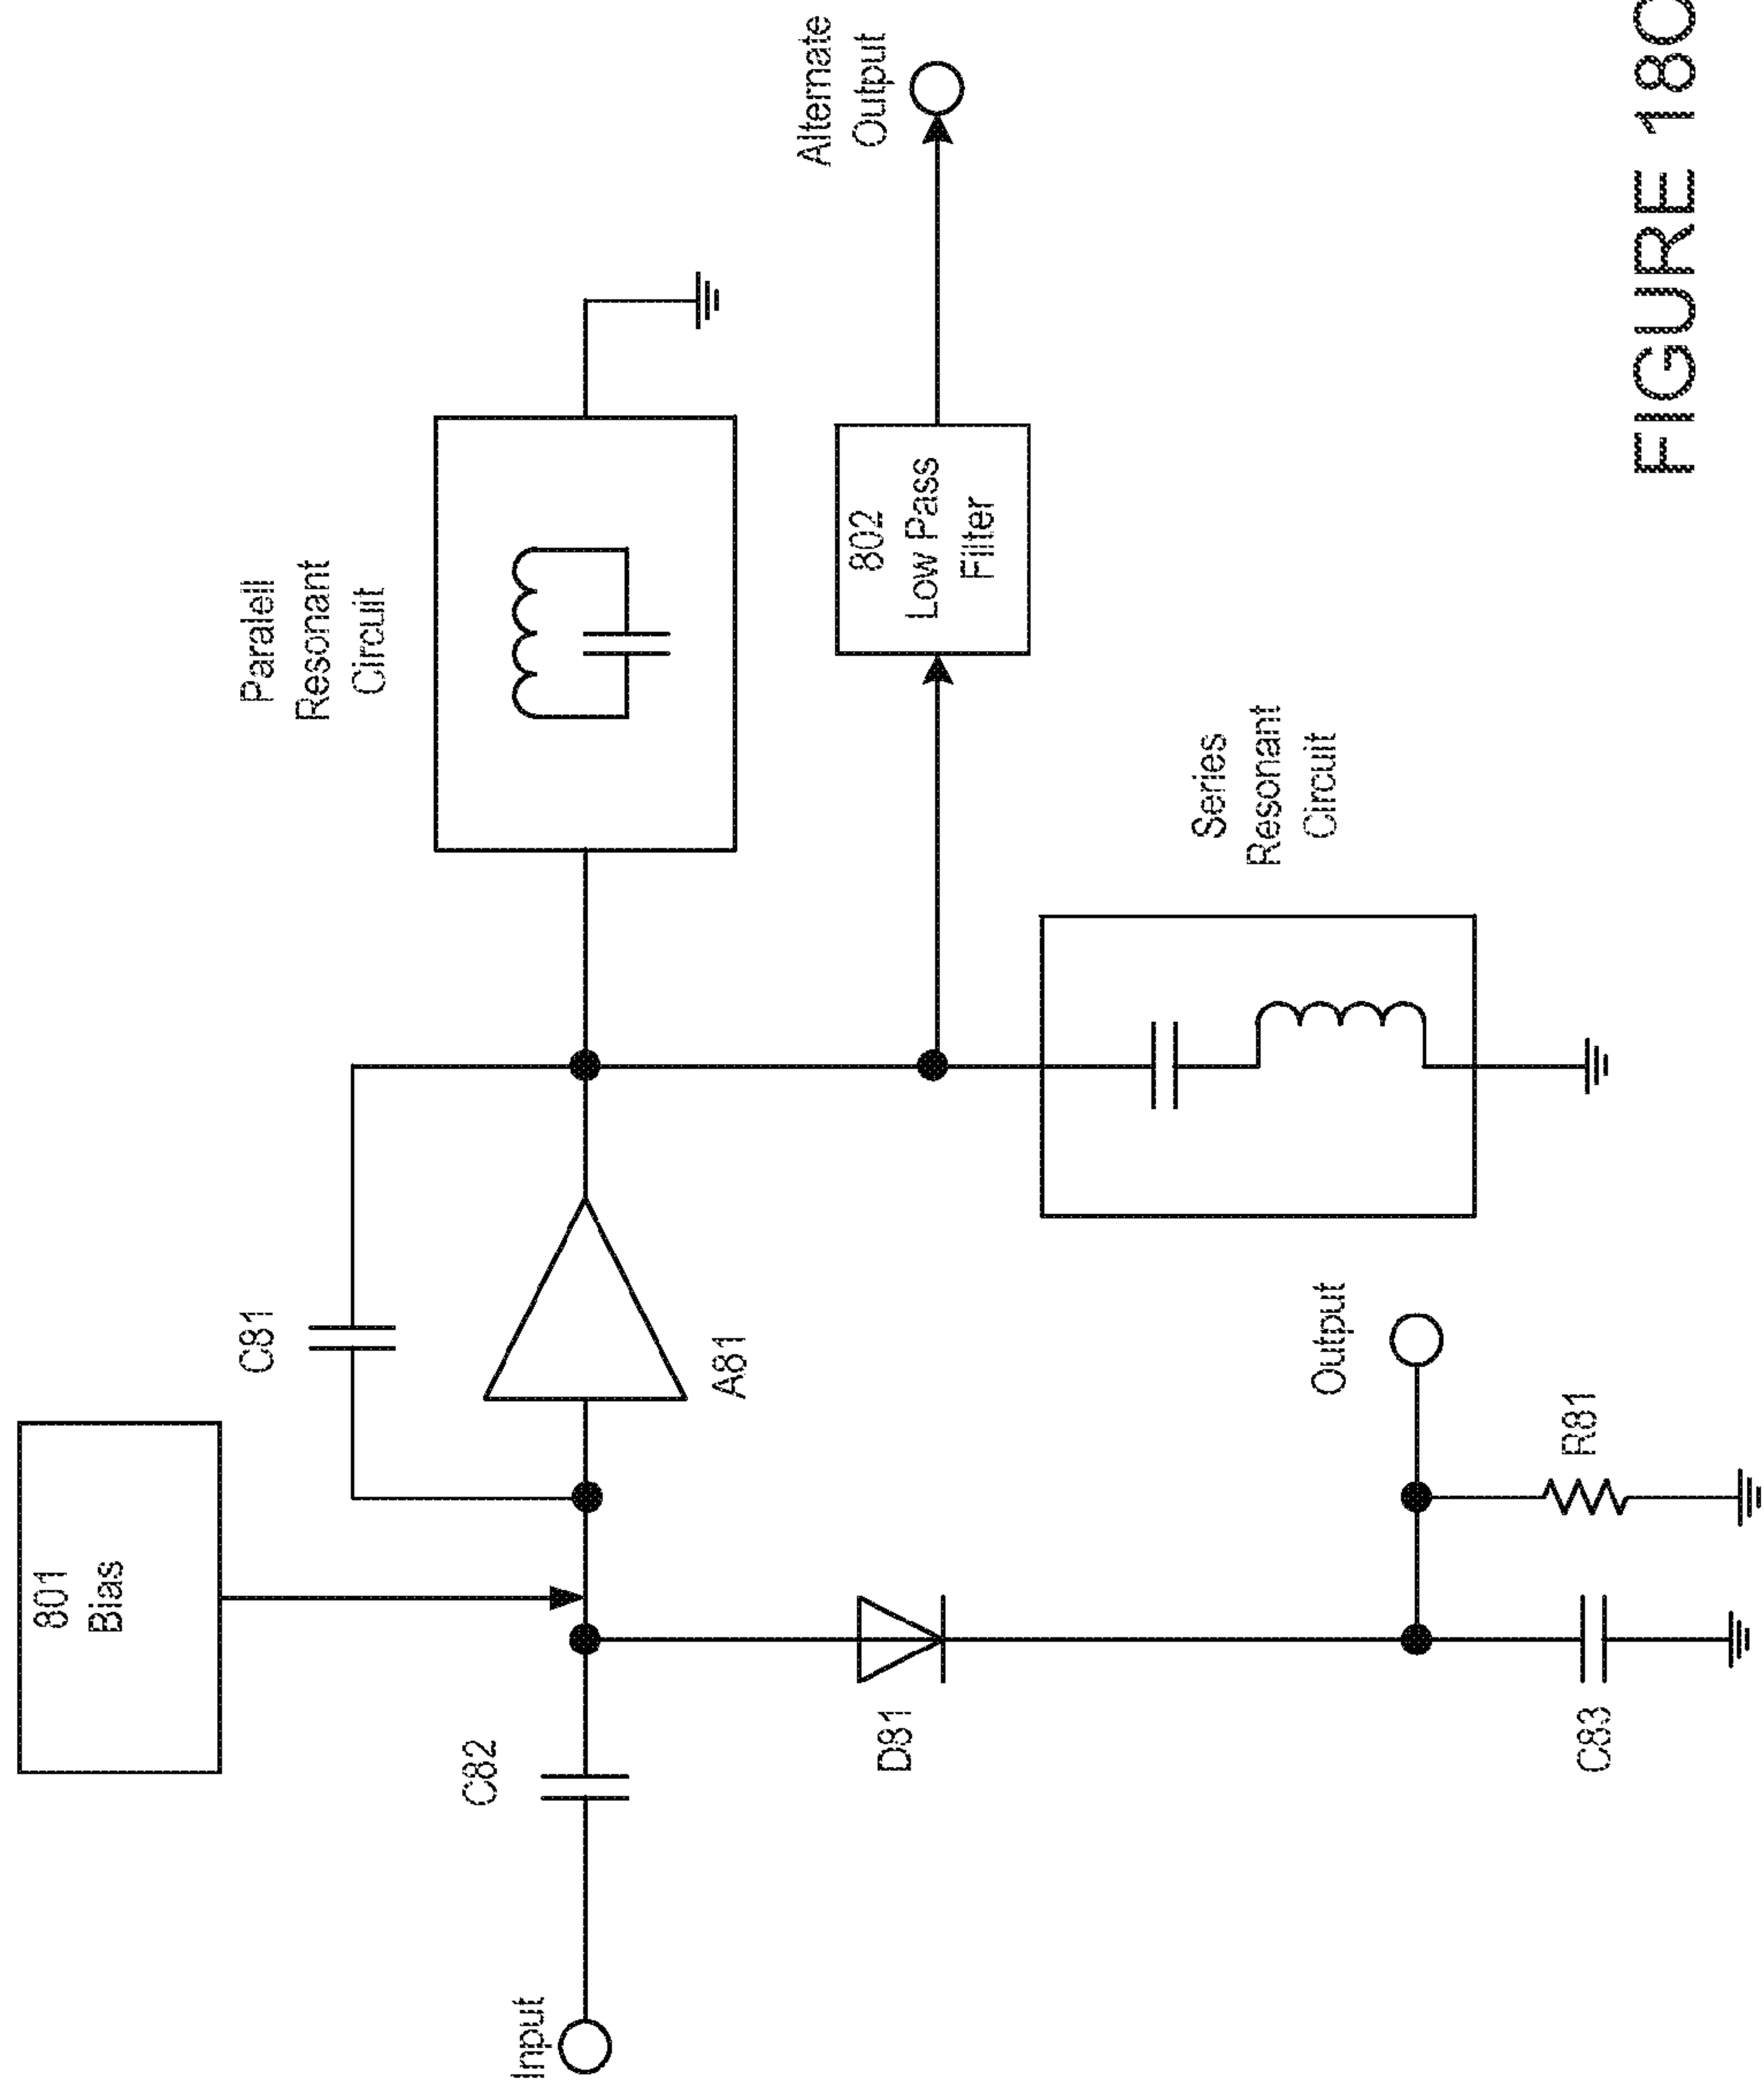 801
Bias
C81
Paralell
Resonant
Circuit
Input
C82
A81
Alternate
Output
802
Low Pass
Filter
D81
Series
Resonant
Circuit
Output
C83
R81
FIGURE 18C